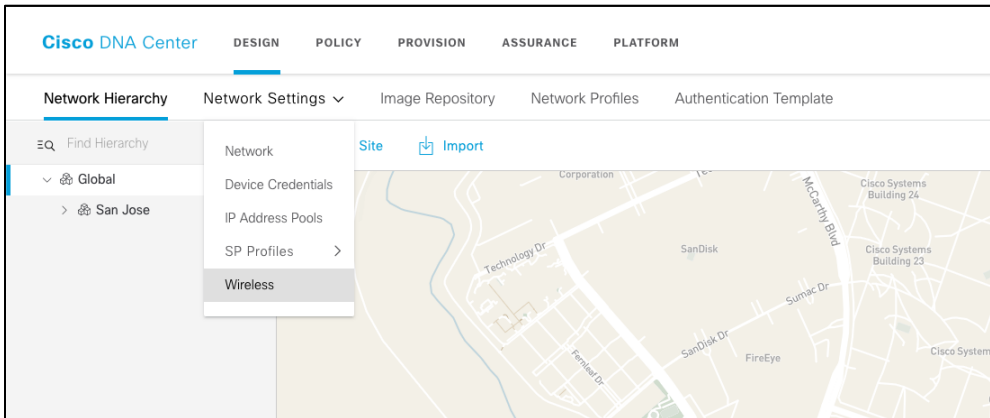 Cisco DNA Center DESIGN POLICY PROVISION ASSURANCE PLATFORM
Network Hierarchy Network Settings Image Repository Network Profiles Authentication Template
Find Hierarchy
Site Import
Global
San Jose
Network
Device Credentials
IP Address Pools
SP Profiles
Wireless
Corporation
McCarthy Blvd
Cisco Systems
Building 24
SanDisk
Cisco Systems
Building 23
Technology Dr
Sumac Dr
SanDisk Dr
FireEye
Cisco System
Fernleaf Dr